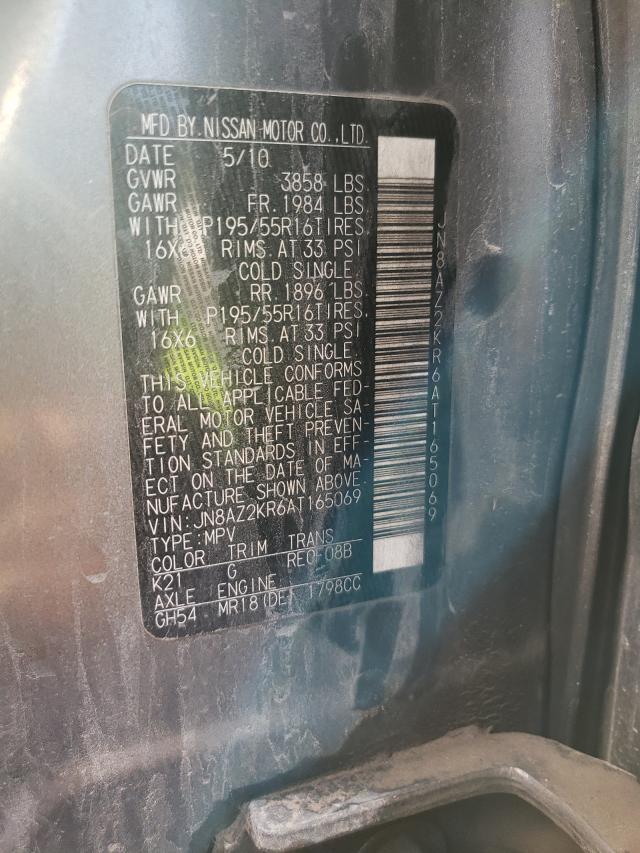 MFD BY.NISSAN MOTOR CO.,LTD.
DATE 5/10
GVWR 3858 LBS
GAWR FR.1984 LBS
WITH P195/55R16TIRES.
16X6 RIMS.AT 33 PSI
COLD SINGLE
GAWR RR.1896 LBS
WITH P195/55R16TIRES.
16X6 RIMS.AT 33 PSI
COLD SINGLE.
THIS VEHICLE CONFORMS
TO ALL APPLICABLE FED-
ERAL MOTOR VEHICLE SA-
FETY AND THEFT PREVEN-
TION STANDARDS IN EFF-
ECT ON THE DATE OF MA-
NUFACTURE SHOWN ABOVE.
VIN:JN8AZ2KR6AT165069
TYPE:MPV
COLOR TRIM TRANS
K21 G RE0-08B
AXLE ENGINE
GH54 MR18(DE) 1798CC
JN8AZ2KR6AT165069